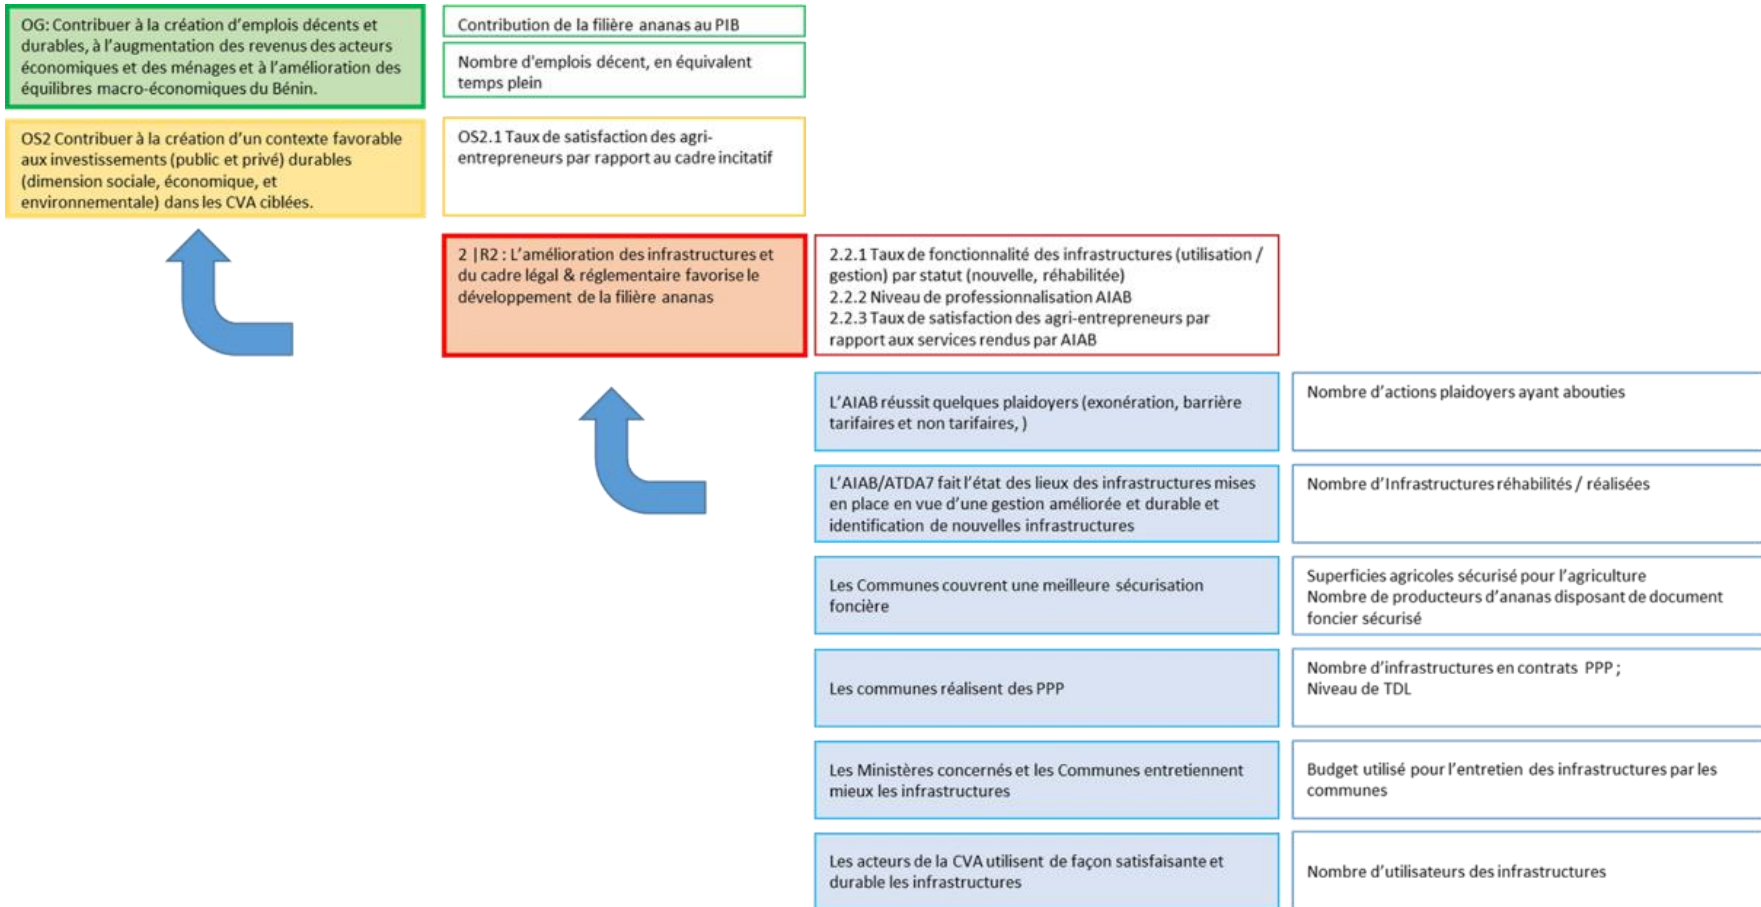 OG: Contribuer à la création d'emplois décents et
durables, à l'augmentation des revenus des acteurs
économiques et des ménages et à l'amélioration des
équilibres macro-économiques du Bénin.
Contribution de la filière ananas au PIB
Nombre d'emplois décent, en équivalent
temps plein
OS2 Contribuer à la création d'un contexte favorable
aux investissements (public et privé) durables
(dimension sociale, économique, et
environnementale) dans les CVA ciblées.
OS2.1 Taux de satisfaction des agri-
entrepreneurs par rapport au cadre incitatif
2 |R2 : L'amélioration des infrastructures et
du cadre légal & réglementaire favorise le
développement de la filière ananas
2.2.1 Taux de fonctionnalité des infrastructures (utilisation /
gestion) par statut (nouvelle, réhabilitée)
2.2.2 Niveau de professionnalisation AIAB
2.2.3 Taux de satisfaction des agri-entrepreneurs par
rapport aux services rendus par AIAB
L'AIAB réussit quelques plaidoyers (exonération, barrière
tarifaires et non tarifaires, )
Nombre d'actions plaidoyers ayant abouties
L'AIAB/ATDA7 fait l'état des lieux des infrastructures mises
en place en vue d'une gestion améliorée et durable et
identification de nouvelles infrastructures
Nombre d'Infrastructures réhabilités / réalisées
Les Communes couvrent une meilleure sécurisation
foncière
Superficies agricoles sécurisé pour l'agriculture
Nombre de producteurs d'ananas disposant de document
foncier sécurisé
Les communes réalisent des PPP
Nombre d'infrastructures en contrats PPP ;
Niveau de TDL
Les Ministères concernés et les Communes entretiennent
mieux les infrastructures
Budget utilisé pour l'entretien des infrastructures par les
communes
Les acteurs de la CVA utilisent de façon satisfaisante et
durable les infrastructures
Nombre d'utilisateurs des infrastructures